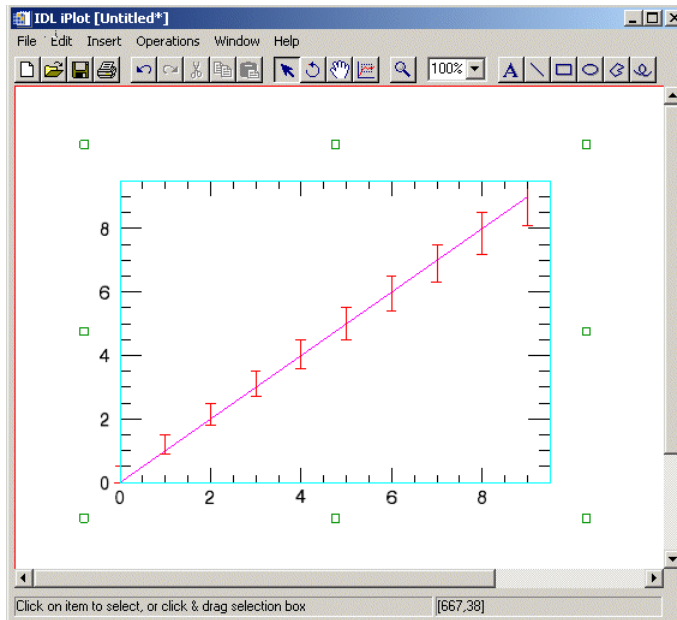 IDL iPlot [Untitled*]
File Edit Insert Operations Window Help
100% A
8
6
4
2
0
0 2 4 6 8
Click on item to select, or click & drag selection box [667,38]